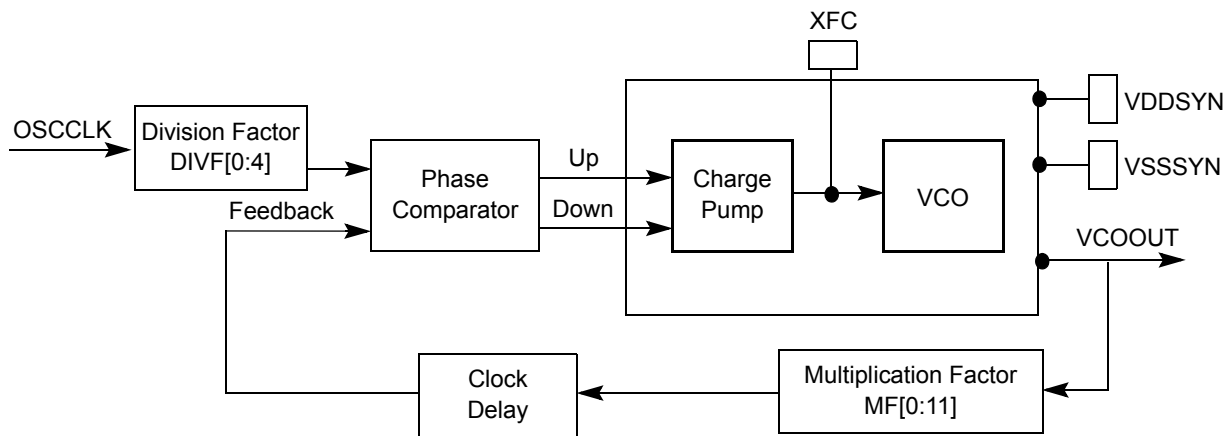 XFC
VDDSYN
OSCCLK
Division Factor
DIVF[0:4]
Up
Phase
Comparator
Charge
Pump
VCO
VSSSYN
Feedback
Down
VCOOUT
Clock
Delay
Multiplication Factor
MF[0:11]